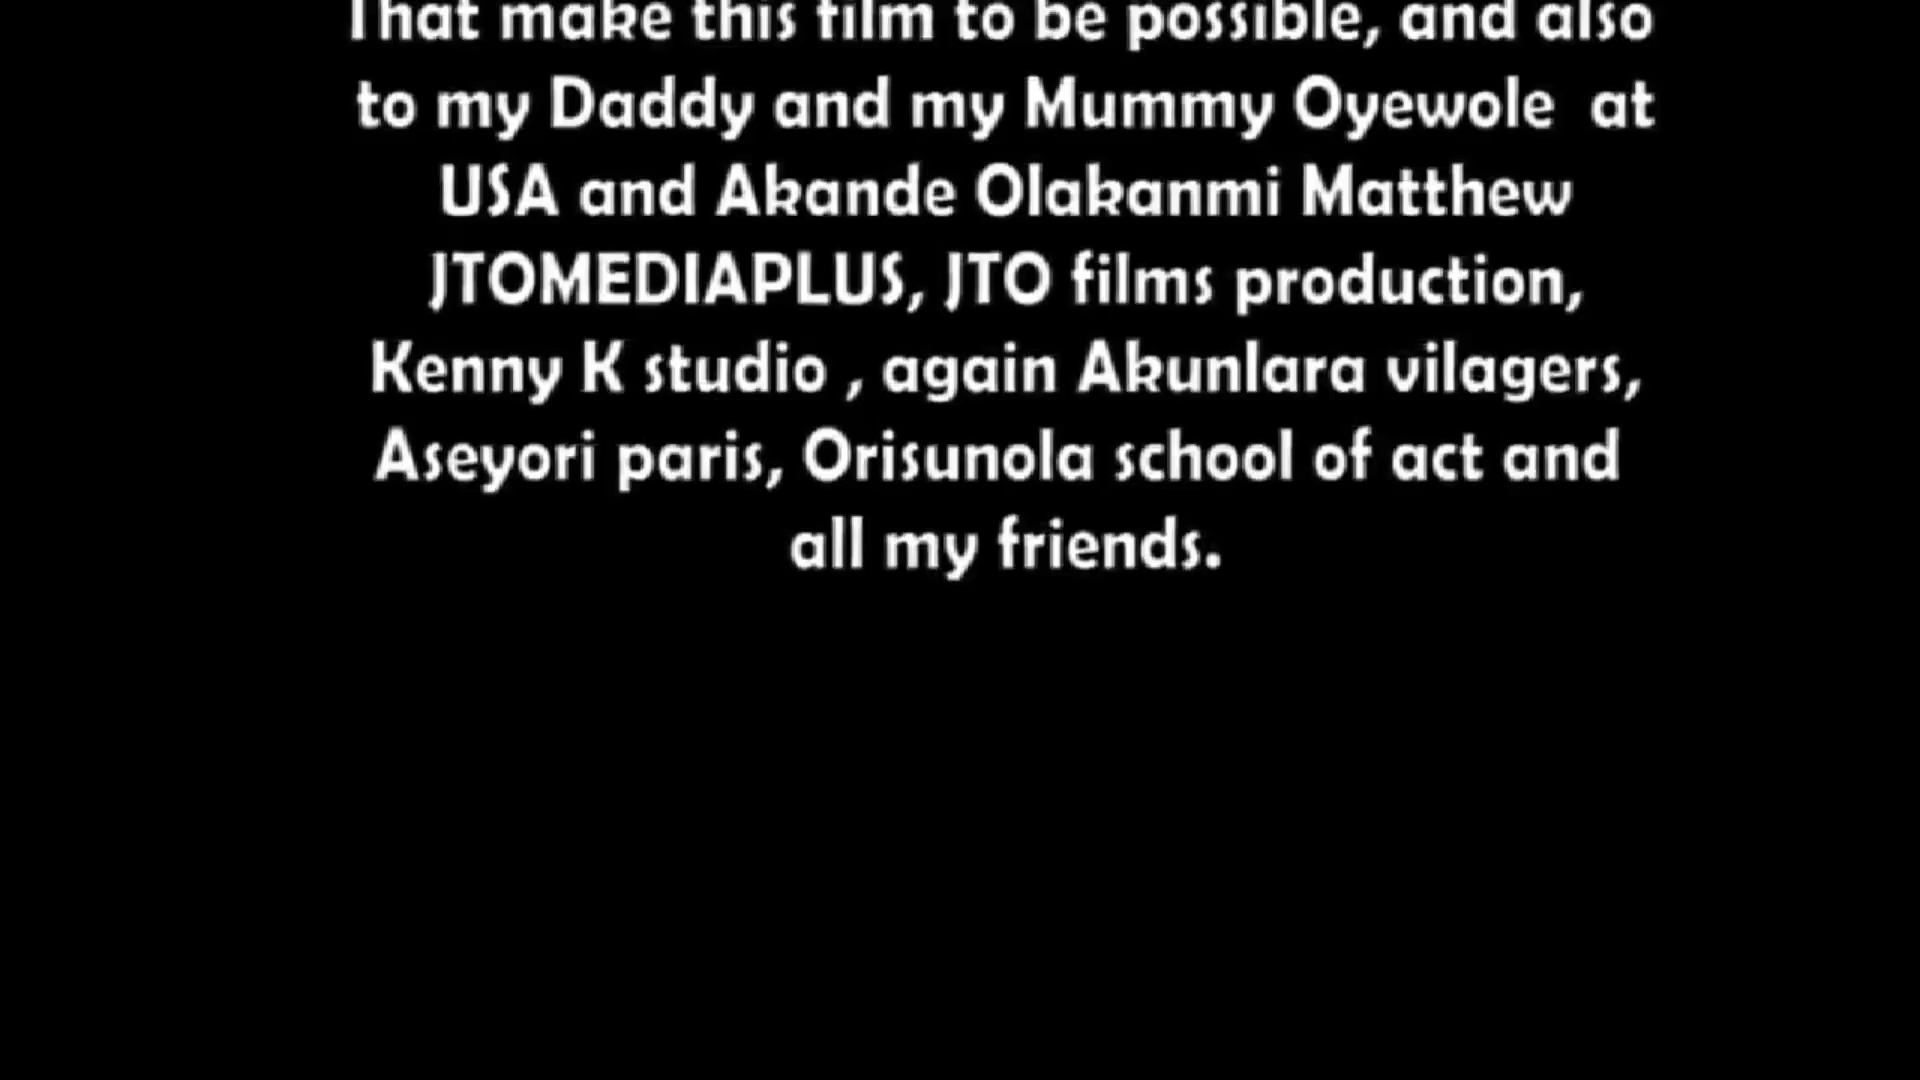 That make this film to be possible, and also
to my Daddy and my Mummy Oyewole at
USA and Akande Olakanmi Matthew
JTOMEDIAPLUS, JTO films production,
Kenny K studio , again Akunlara vilagers,
Aseyori paris, Orisunola school of act and
all my friends.